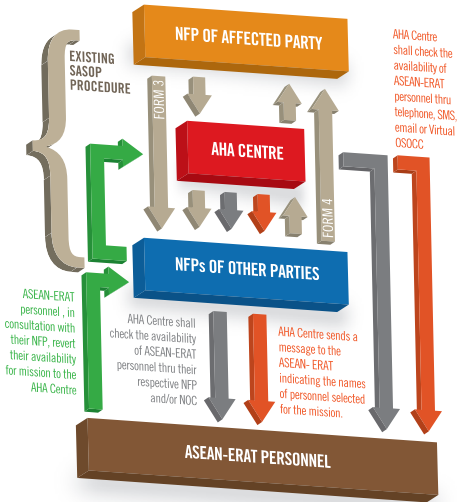 NFP OF AFFECTED PARTY
AHA Centre
shall check the
availability of
ASEAN-ERAT
personnel thru
telephone, SMS,
email or Virtual
OSOCC
EXISTING
SASOP
PROCEDURE
FORM 3
AHA CENTRE
FORM 4
NFPs OF OTHER PARTIES
ASEAN-ERAT
personnel , in
consultation with
their NFP, revert
their availability
for mission to the
AHA Centre
AHA Centre shall
check the availability
of ASEAN-ERAT
personnel thru their
respective NFP
and/or NOC
AHA Centre sends a
message to the
ASEAN- ERAT
indicating the names
of personnel selected
for the mission.
ASEAN-ERAT PERSONNEL